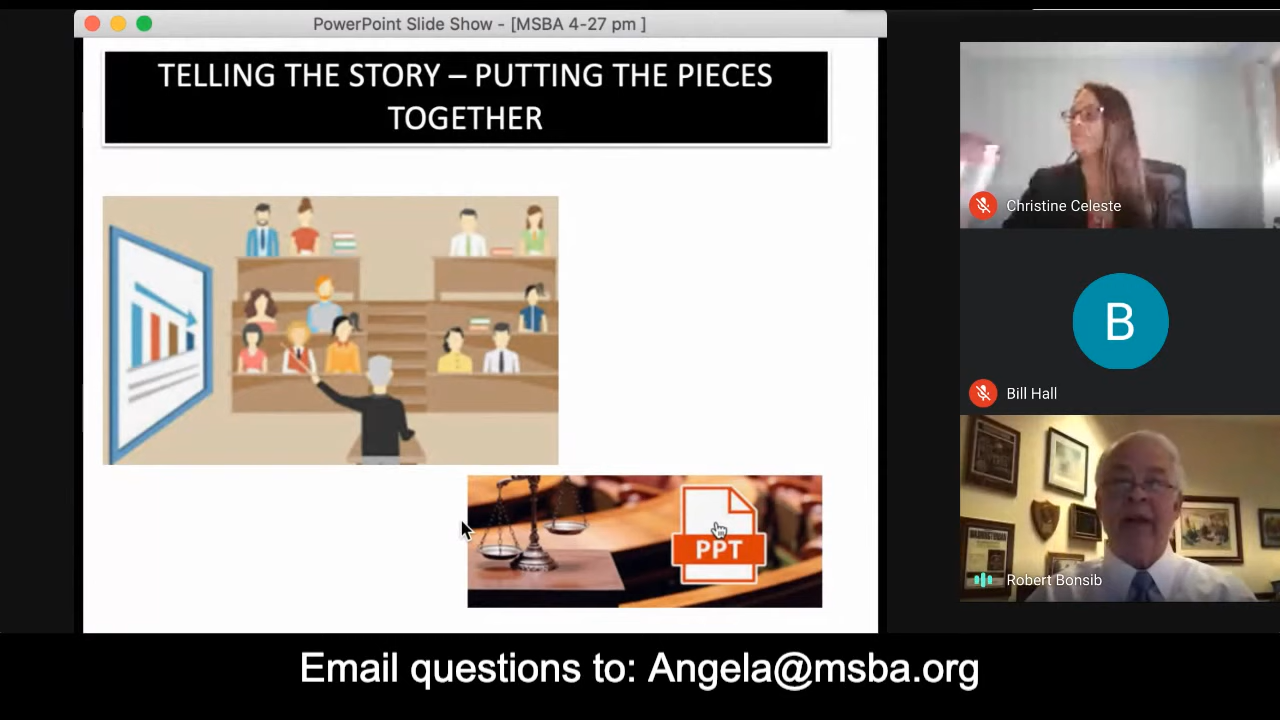 PowerPoint Slide Show - [MSBA 4-27 pm ]
TELLING THE STORY – PUTTING THE PIECES
TOGETHER
PPT
Christine Celeste
B
Bill Hall
Robert Bonsib
Email questions to: Angela@msba.org